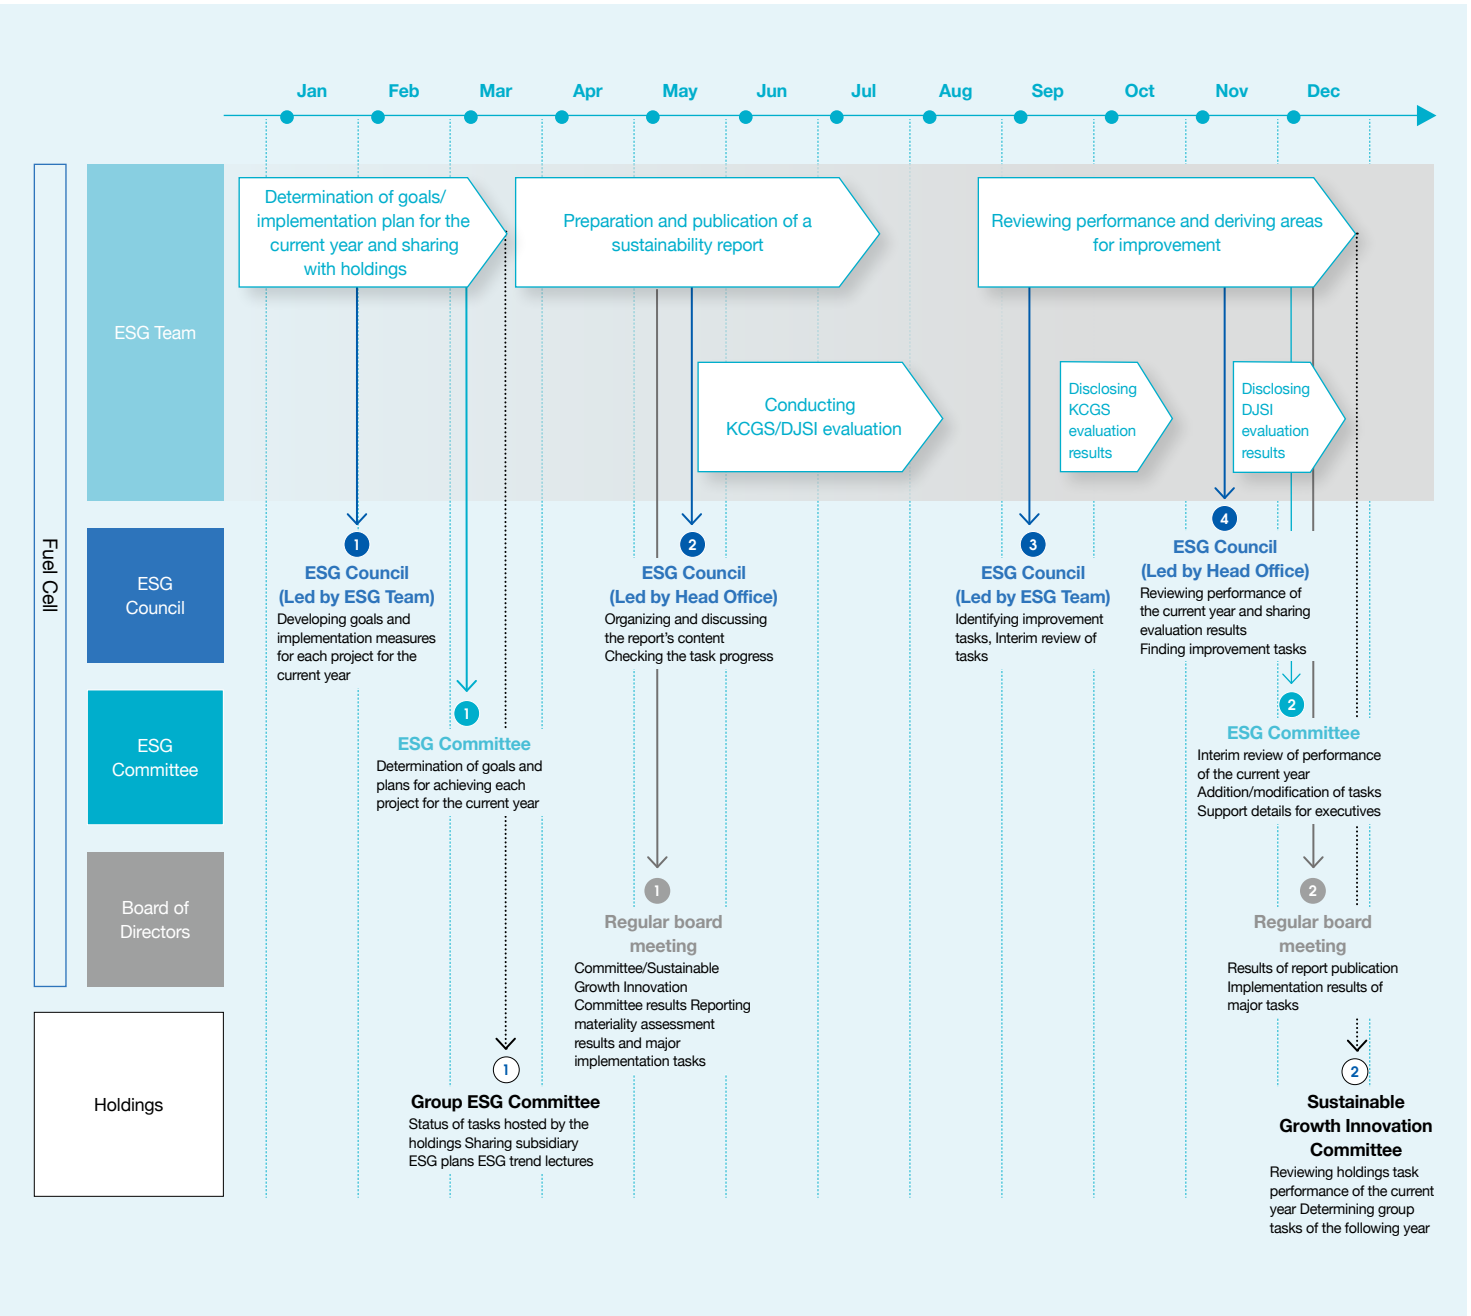 Jan Feb Mar Apr May Jun Jul Aug Sep Oct Nov Dec
Fuel Cell
ESG Team
Determination of goals/
implementation plan for the
current year and sharing
with holdings
Preparation and publication of a
sustainability report
Reviewing performance and deriving areas
for improvement
Conducting
KCGS/DJSI evaluation
Disclosing
KCGS
evaluation
results
Disclosing
DJSI
evaluation
results
ESG
Council
1
ESG Council
(Led by ESG Team)
Developing goals and
implementation measures
for each project for the
current year
2
ESG Council
(Led by Head Office)
Organizing and discussing
the report's content
Checking the task progress
3
ESG Council
(Led by ESG Team)
Identifying improvement
tasks, Interim review of
tasks
4
ESG Council
(Led by Head Office)
Reviewing performance of
the current year and sharing
evaluation results
Finding improvement tasks
ESG
Committee
1
ESG Committee
Determination of goals and
plans for achieving each
project for the current year
2
ESG Committee
Interim review of performance
of the current year
Addition/modification of tasks
Support details for executives
Board of
Directors
1
Regular board
meeting
Committee/Sustainable
Growth Innovation
Committee results Reporting
materiality assessment
results and major
implementation tasks
2
Regular board
meeting
Results of report publication
Implementation results of
major tasks
Holdings
1
Group ESG Committee
Status of tasks hosted by the
holdings Sharing subsidiary
ESG plans ESG trend lectures
2
Sustainable
Growth Innovation
Committee
Reviewing holdings task
performance of the current
year Determining group
tasks of the following year